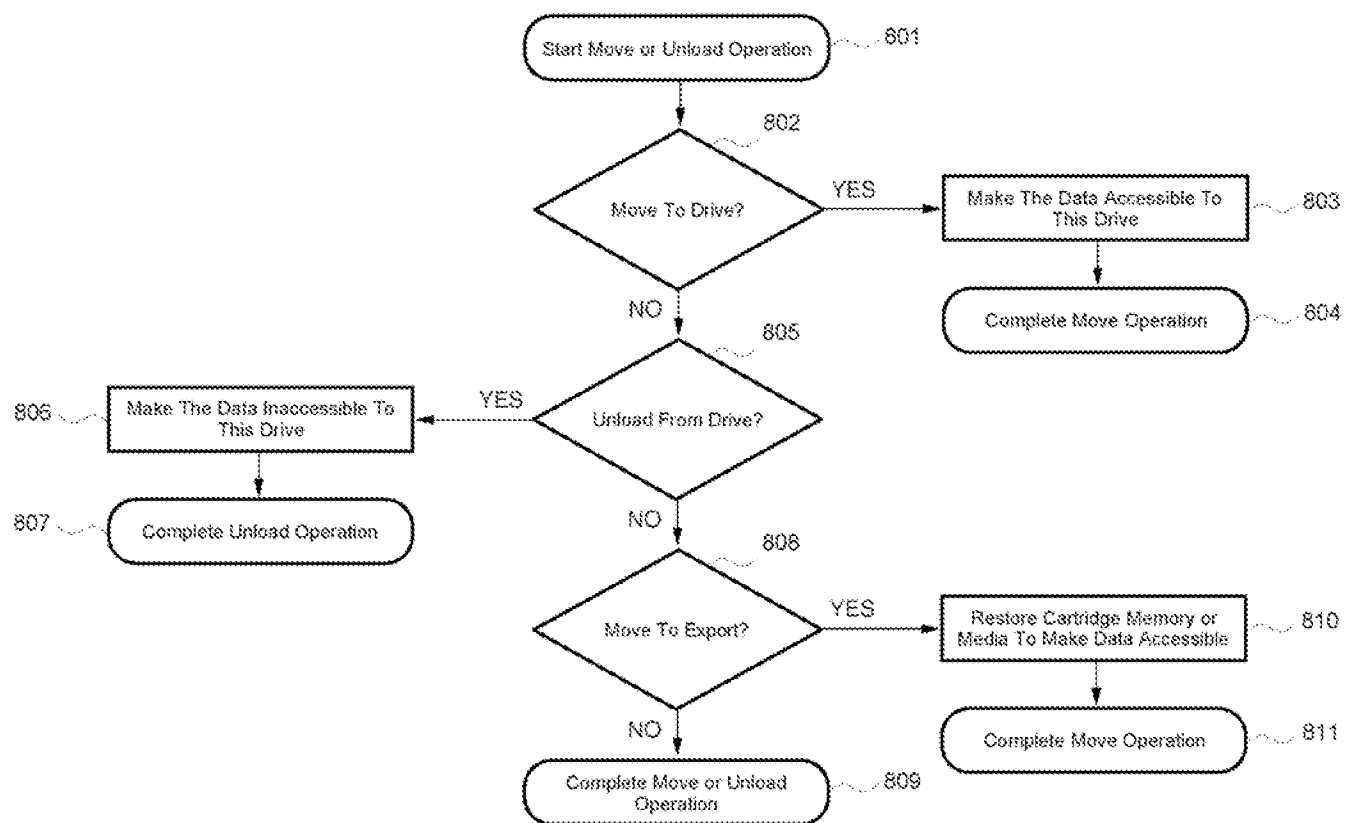 Start Move or Unload Operation
801
802
Move To Drive?
YES
Make The Data Accessible To
This Drive
803
NO
Complete Move Operation
804
805
Unload From Drive?
YES
806
Make The Data Inaccessible To
This Drive
807
Complete Unload Operation
NO
808
Move To Export?
YES
Restore Cartridge Memory or
Media To Make Data Accessible
810
NO
Complete Move Operation
811
Complete Move or Unload
Operation
809